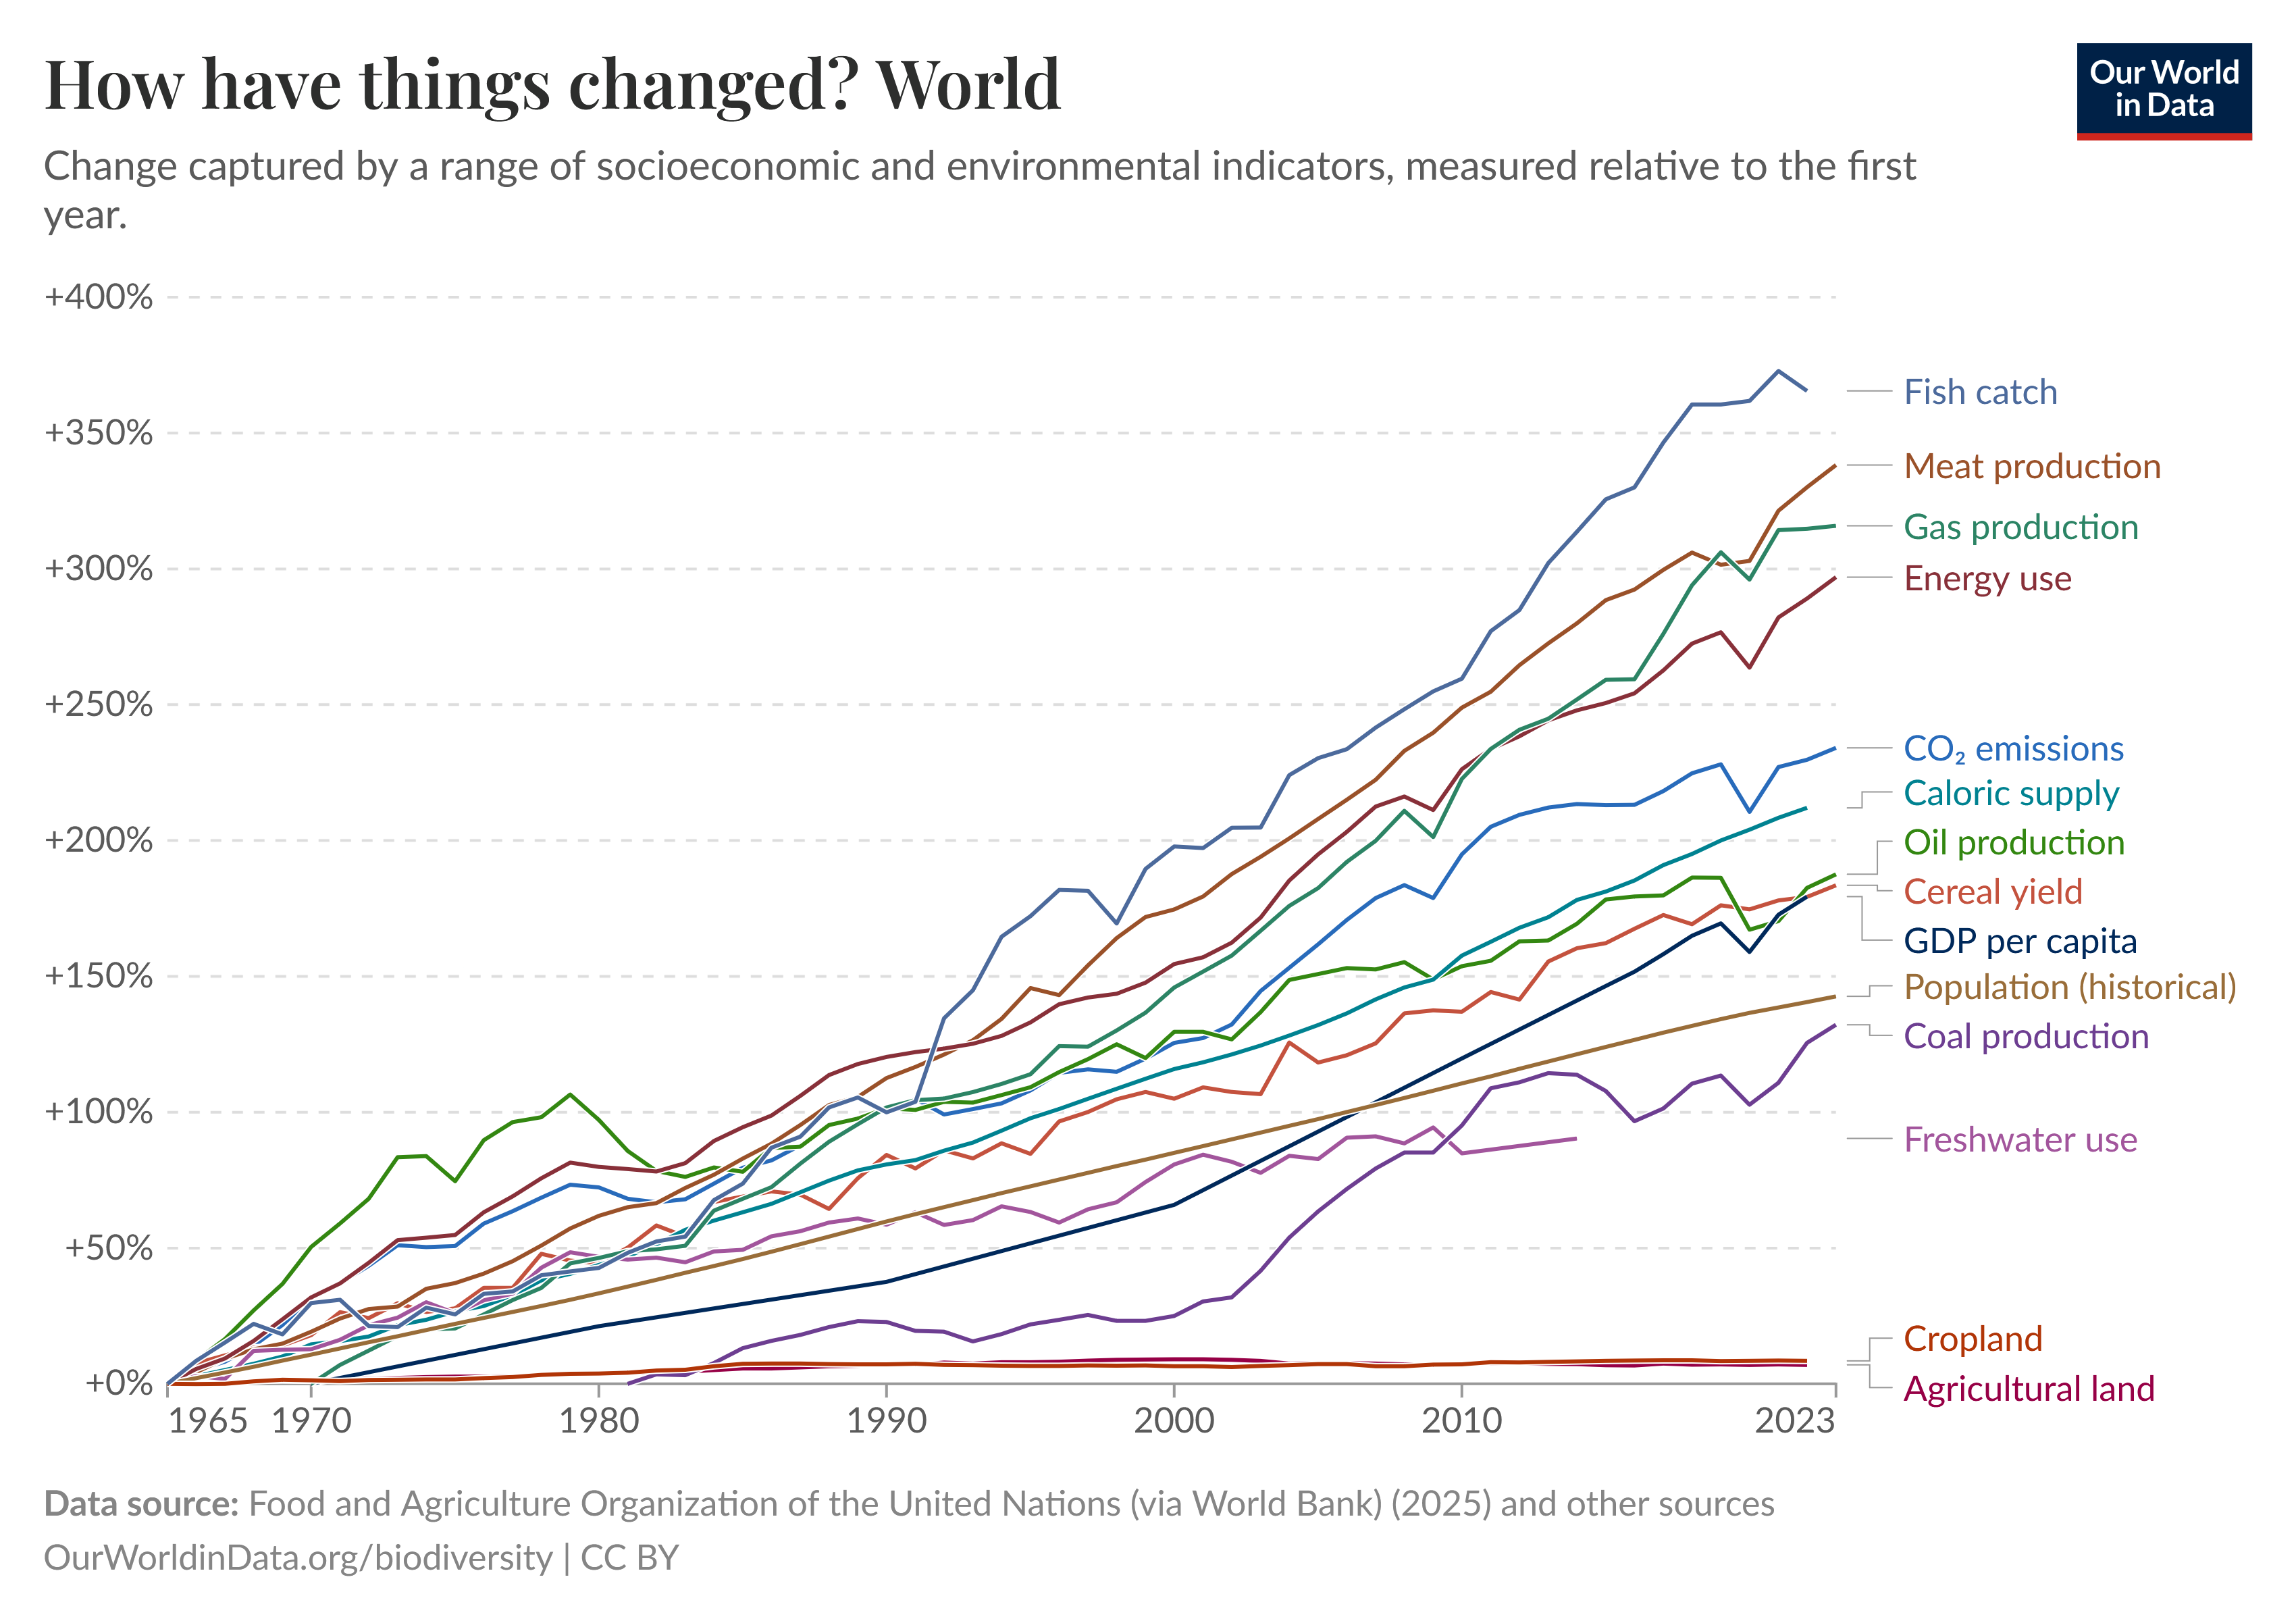 How have things changed? World
Our World
in Data
Change captured by a range of socioeconomic and environmental indicators, measured relative to the first
year.
+400%
+350%
+300%
+250%
+200%
+150%
+100%
+50%
+0%
Fish catch
Meat production
Gas production
Energy use
CO₂ emissions
Caloric supply
Oil production
Cereal yield
GDP per capita
Population (historical)
Coal production
Freshwater use
Cropland
Agricultural land
1965 1970 1980 1990 2000 2010 2023
Data source: Food and Agriculture Organization of the United Nations (via World Bank) (2025) and other sources
OurWorldinData.org/biodiversity | CC BY